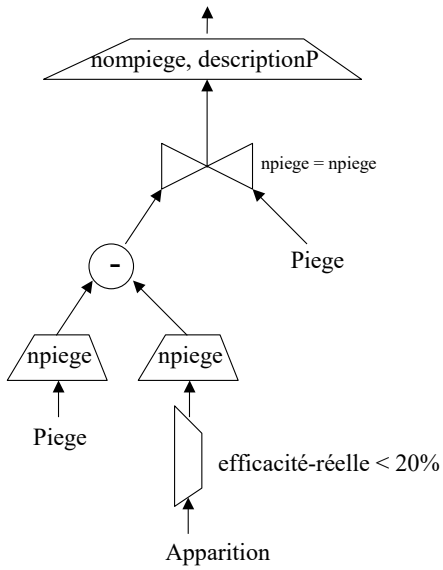 nompiege, descriptionP
npiege = npiege
Piege
-
npiege
npiege
Piege
efficacité-réelle < 20%
Apparition